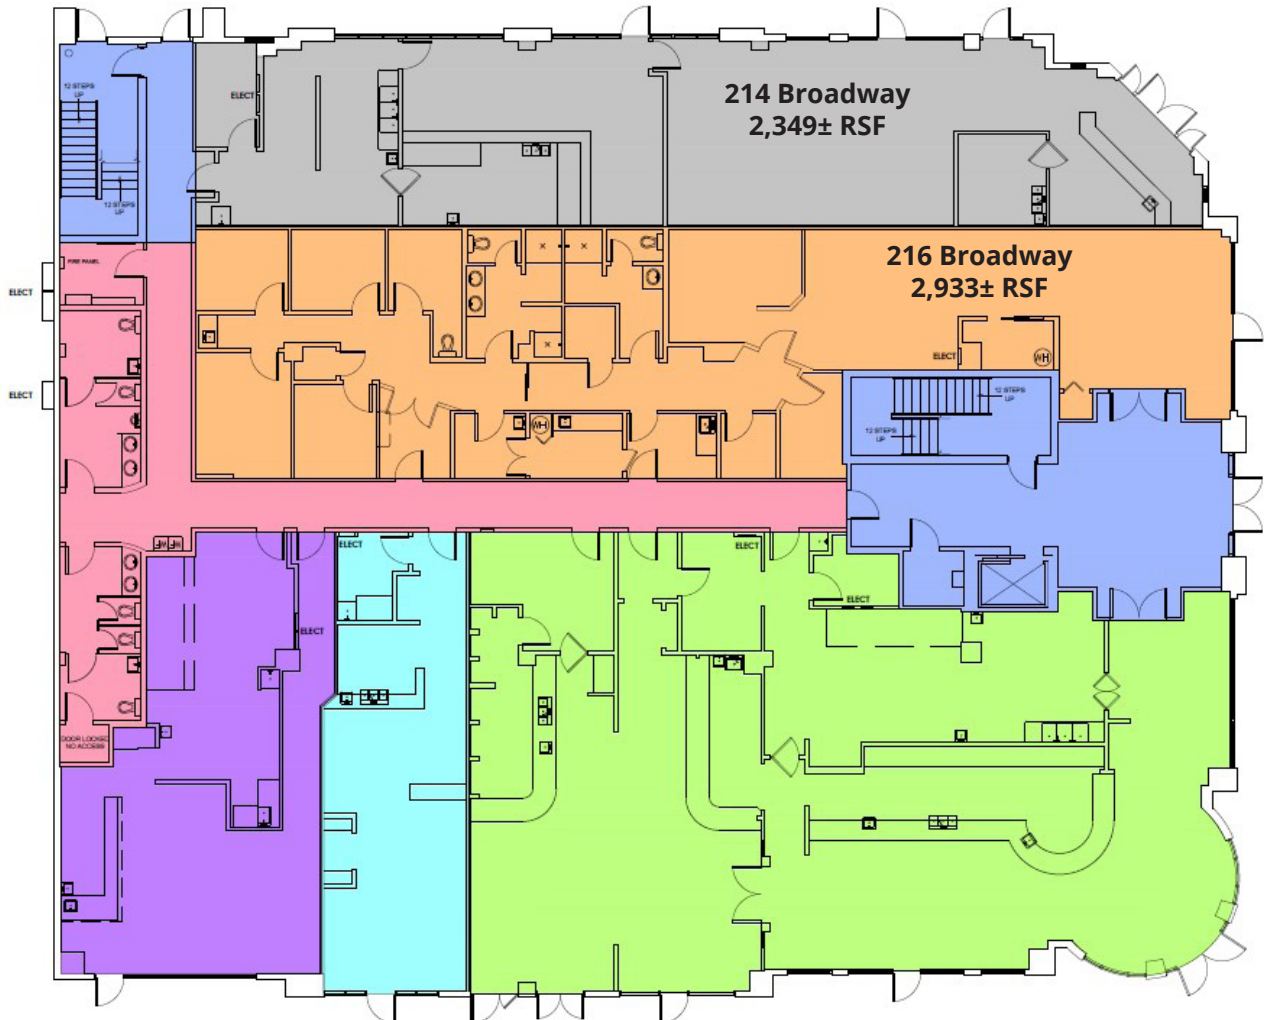 214 Broadway
2,349± RSF
12 STEPS
UP
ELECT
12 STEPS
UP
216 Broadway
2,933± RSF
FIRE PANEL
ELECT
ELECT
WH
ELECT
12 STEPS
UP
12 STEPS
UP
WH
ELECT
ELECT
ELECT
ELECT
DOOR LOCKED
NO ACCESS